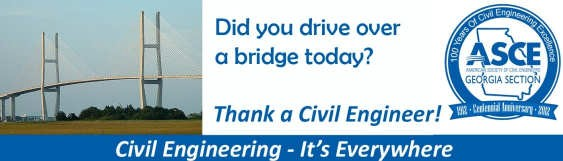 Did you drive over
a bridge today?
Thank a Civil Engineer!
100 Years Of Civil Engineering Excellence
ASCE
AMERICAN SOCIETY OF CIVIL ENGINEERS
GEORGIA SECTION
1912 • Centennial Anniversary • 2012
Civil Engineering - It's Everywhere